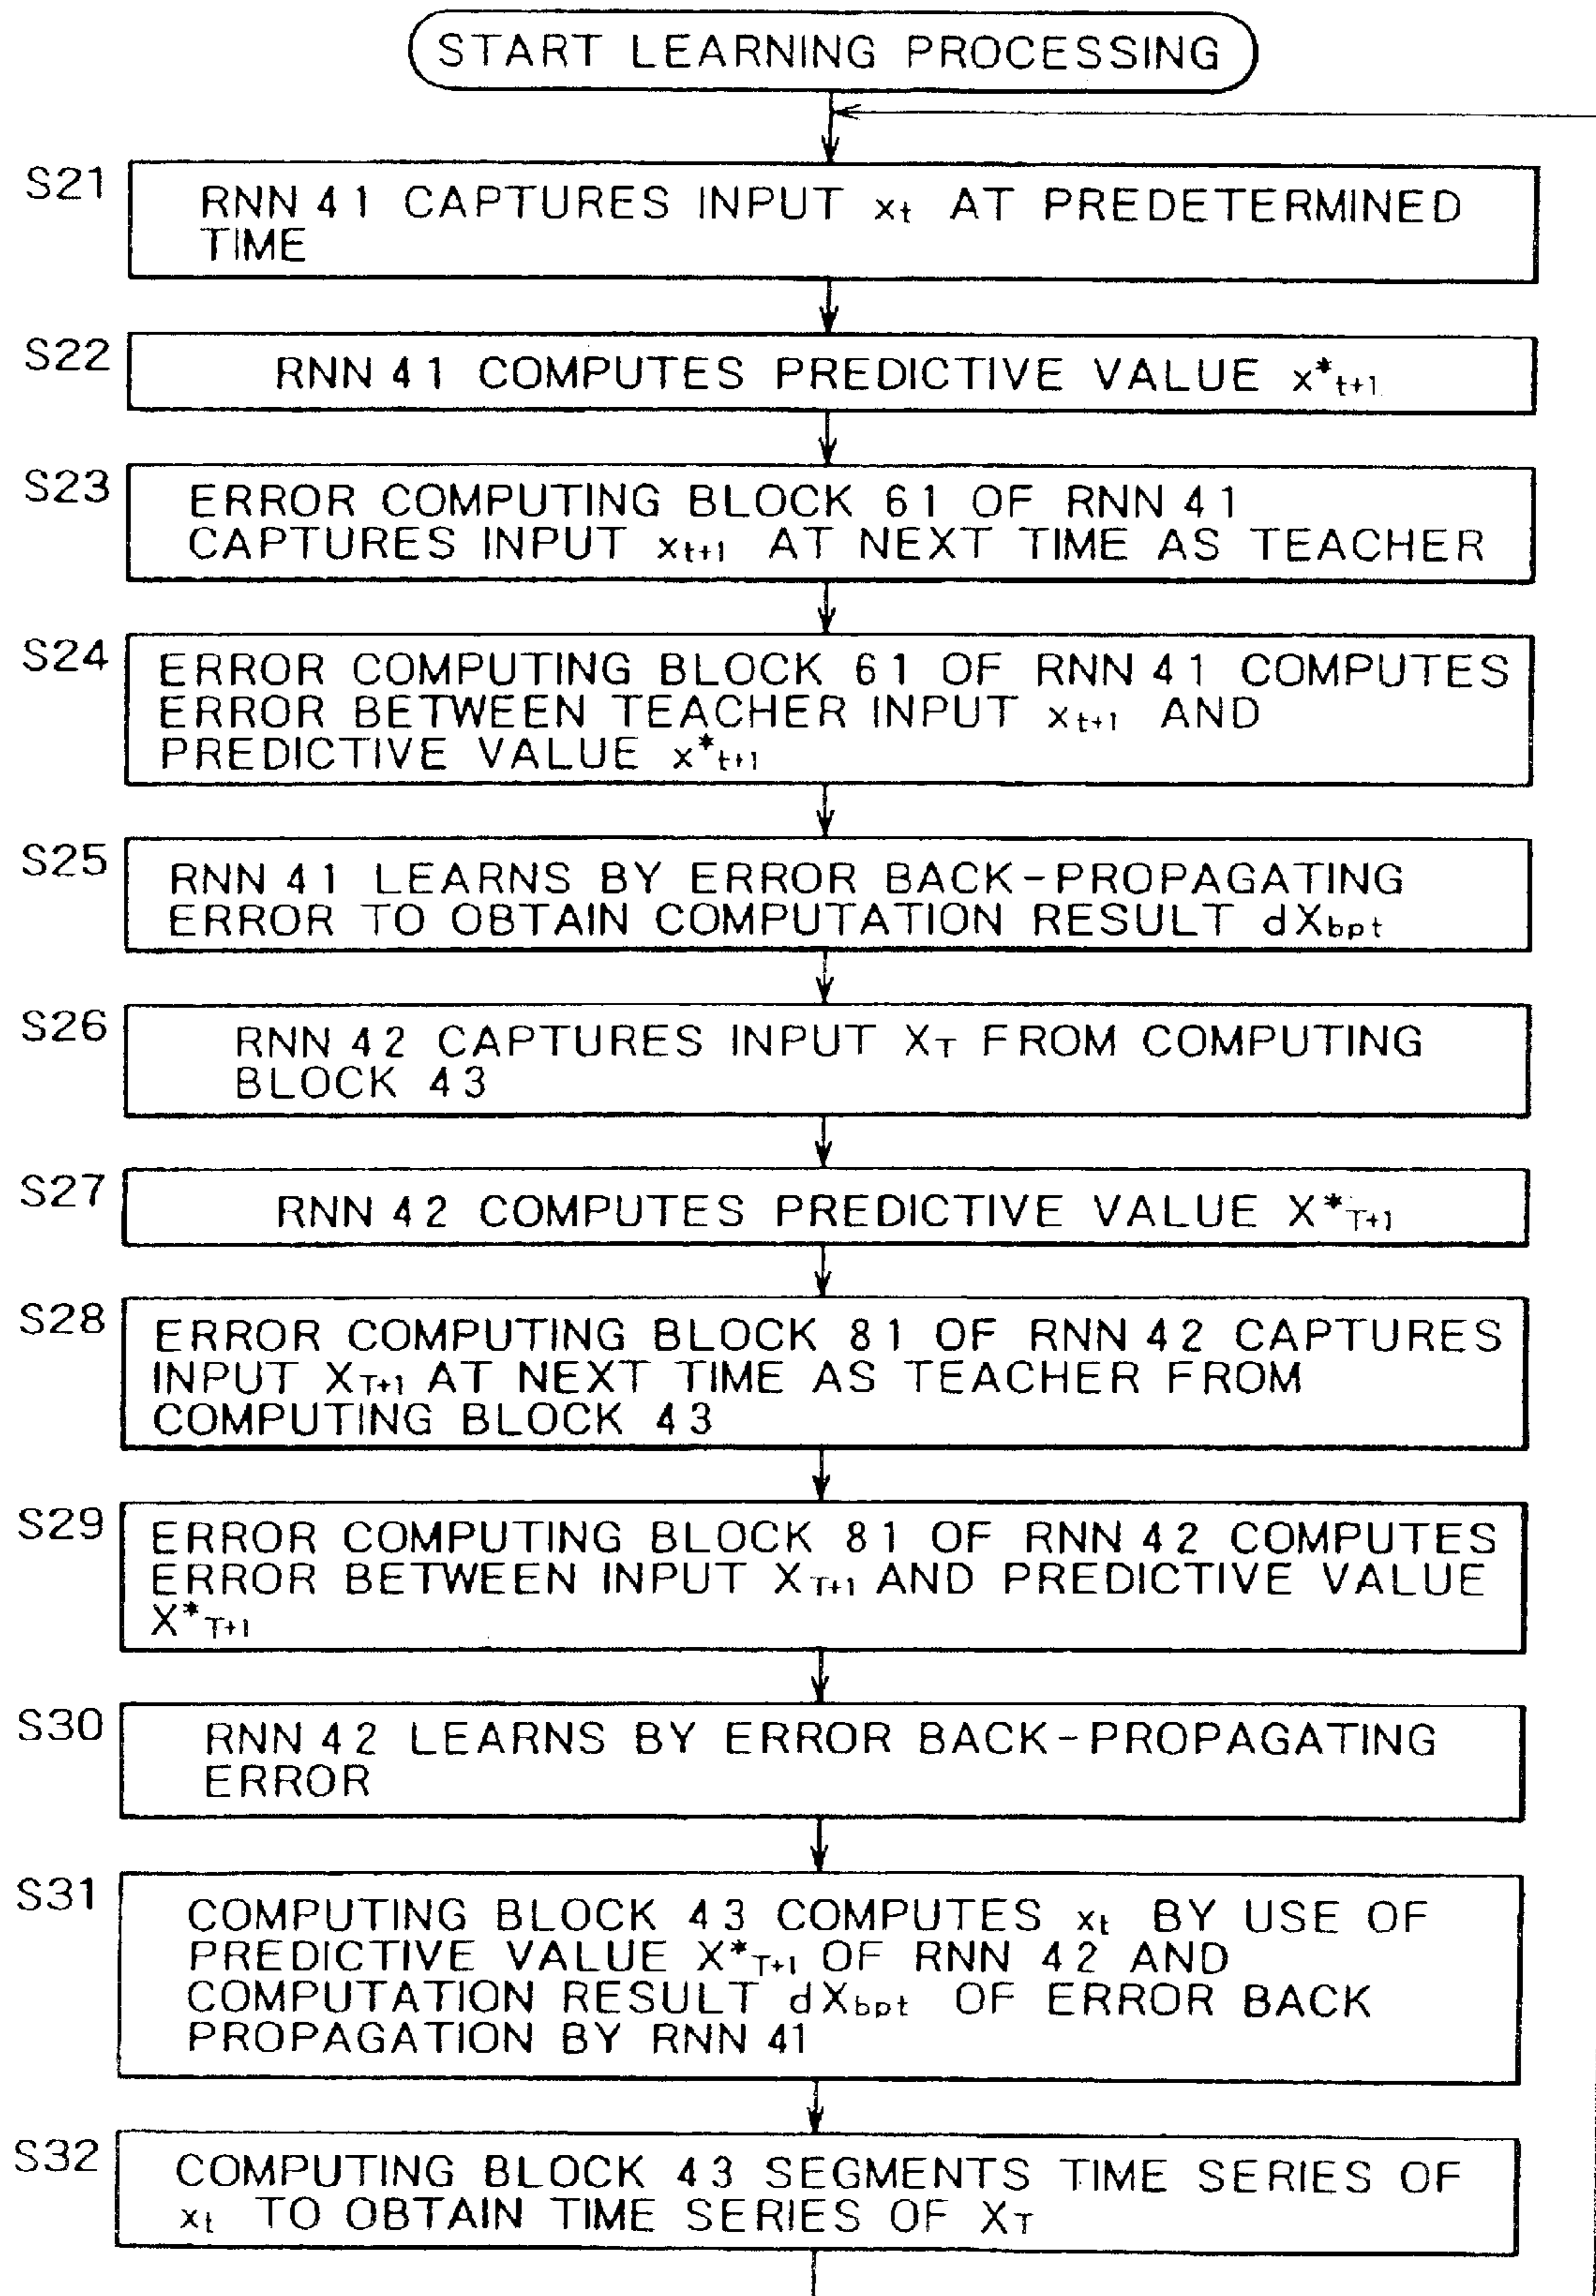 START LEARNING PROCESSING
S21
RNN 41 CAPTURES INPUT xt AT PREDETERMINED
TIME
S22
RNN 41 COMPUTES PREDICTIVE VALUE x*t+1
S23
ERROR COMPUTING BLOCK 61 OF RNN 41
CAPTURES INPUT xt+1 AT NEXT TIME AS TEACHER
S24
ERROR COMPUTING BLOCK 61 OF RNN 41 COMPUTES
ERROR BETWEEN TEACHER INPUT xt+1 AND
PREDICTIVE VALUE x*t+1
S25
RNN 41 LEARNS BY ERROR BACK-PROPAGATING
ERROR TO OBTAIN COMPUTATION RESULT dXbpt
S26
RNN 42 CAPTURES INPUT XT FROM COMPUTING
BLOCK 43
S27
RNN 42 COMPUTES PREDICTIVE VALUE X*T+1
S28
ERROR COMPUTING BLOCK 81 OF RNN 42 CAPTURES
INPUT XT+1 AT NEXT TIME AS TEACHER FROM
COMPUTING BLOCK 43
S29
ERROR COMPUTING BLOCK 81 OF RNN 42 COMPUTES
ERROR BETWEEN INPUT XT+1 AND PREDICTIVE VALUE
X*T+1
S30
RNN 42 LEARNS BY ERROR BACK-PROPAGATING
ERROR
S31
COMPUTING BLOCK 43 COMPUTES xt BY USE OF
PREDICTIVE VALUE X*T+1 OF RNN 42 AND
COMPUTATION RESULT dXbpt OF ERROR BACK
PROPAGATION BY RNN 41
S32
COMPUTING BLOCK 43 SEGMENTS TIME SERIES OF
xt TO OBTAIN TIME SERIES OF XT